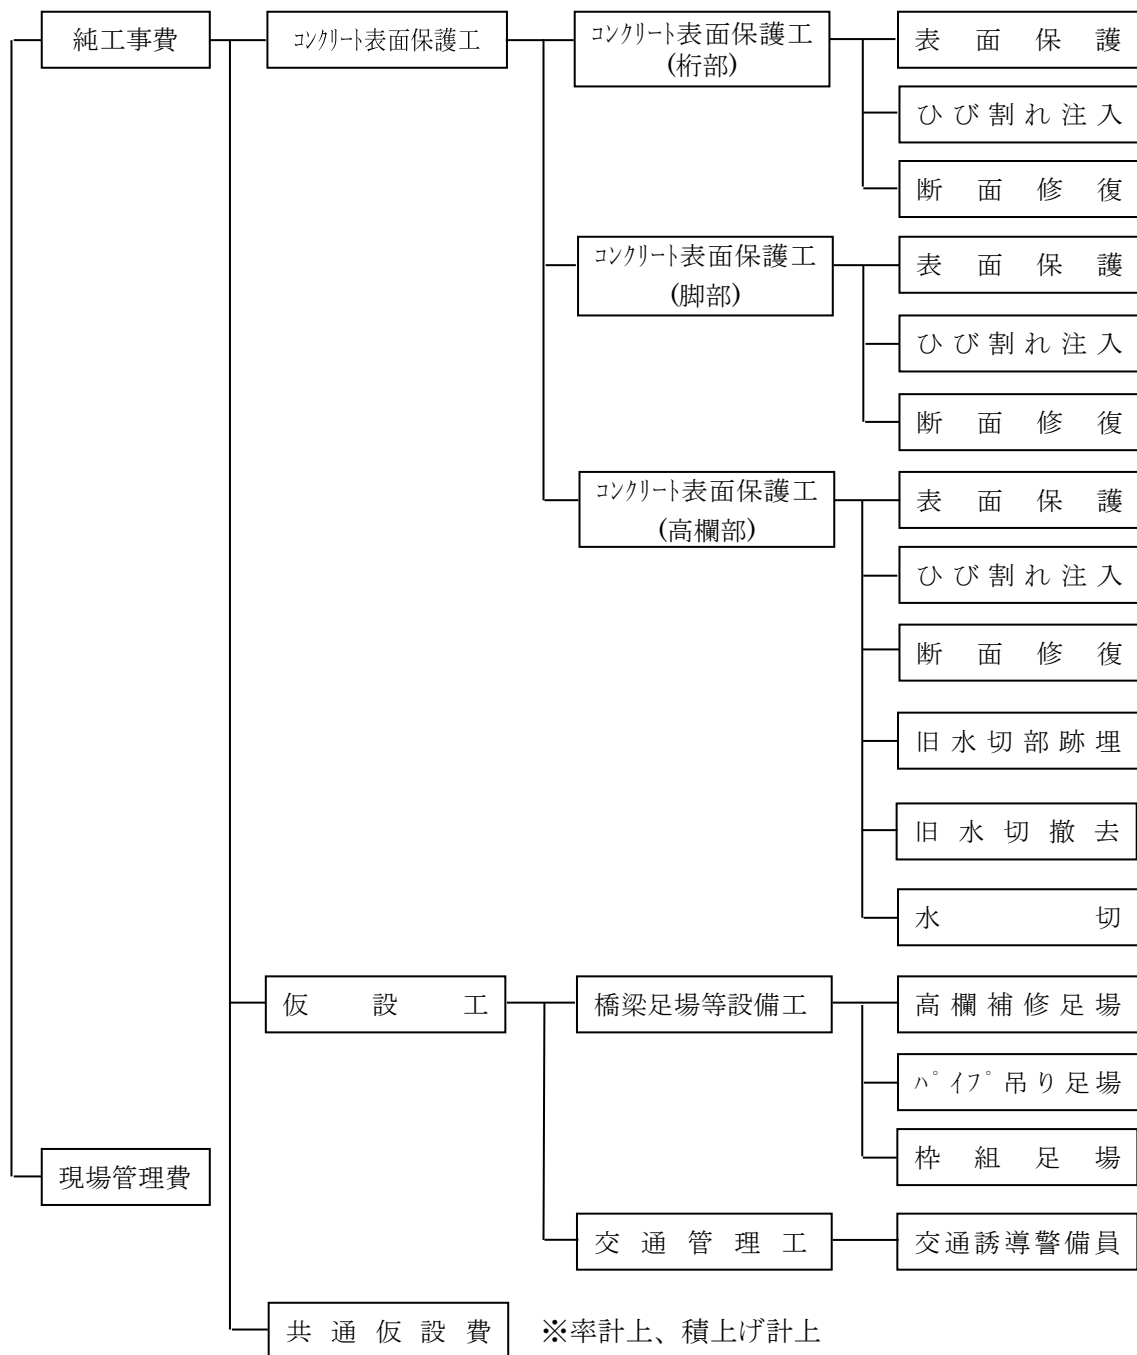 純工事費
コンクリート表面保護工
コンクリート表面保護工
(桁部)
表面保護
ひび割れ注入
断面修復
コンクリート表面保護工
(脚部)
表面保護
ひび割れ注入
断面修復
コンクリート表面保護工
(高欄部)
表面保護
ひび割れ注入
断面修復
旧水切部跡埋
旧水切撤去
水切
仮設工
橋梁足場等設備工
高欄補修足場
パイプ吊り足場
枠組足場
現場管理費
交通管理工
交通誘導警備員
共通仮設費
※率計上、積上げ計上